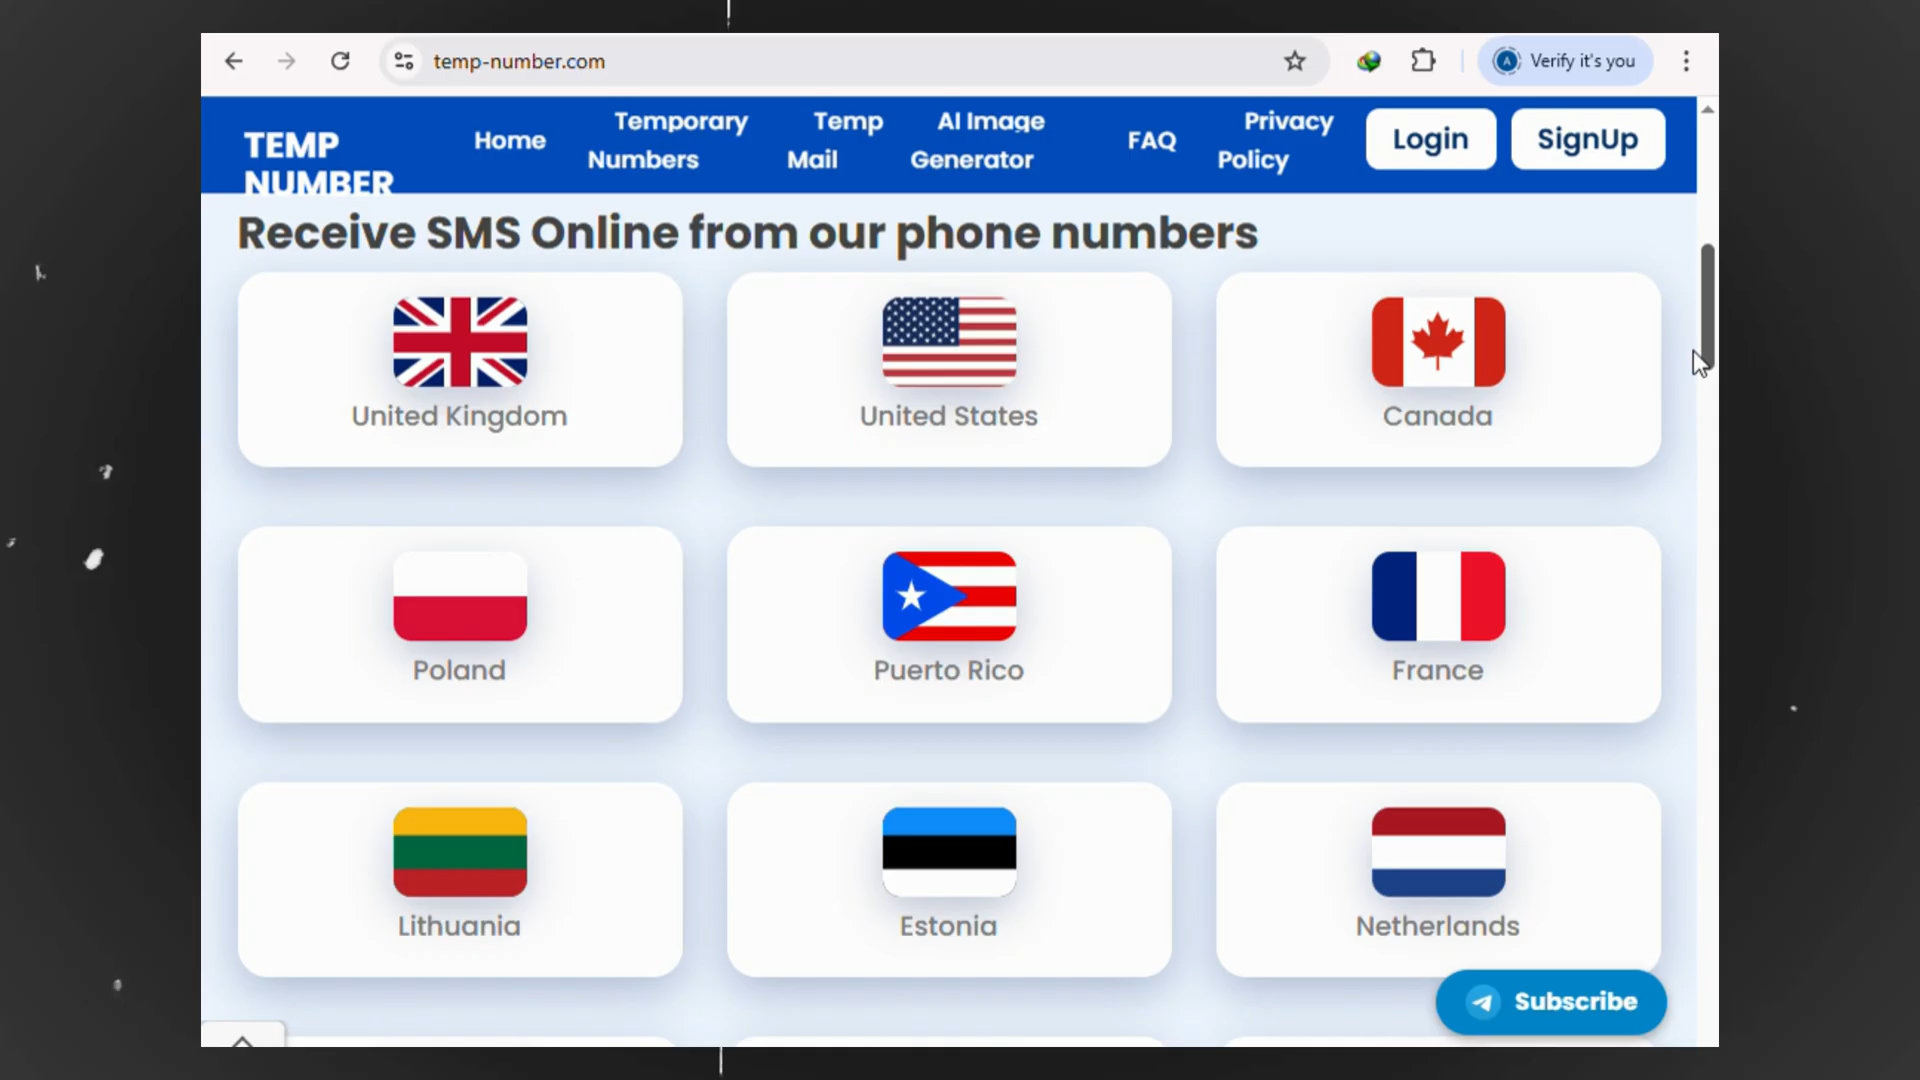 temp-number.com
Verify it's you
TEMP
NUMBER
Home
Temporary
Numbers
Temp
Mail
AI Image
Generator
FAQ
Privacy
Policy
Login
SignUp
Receive SMS Online from our phone numbers
United Kingdom
United States
Canada
Poland
Puerto Rico
France
Lithuania
Estonia
Netherlands
Subscribe